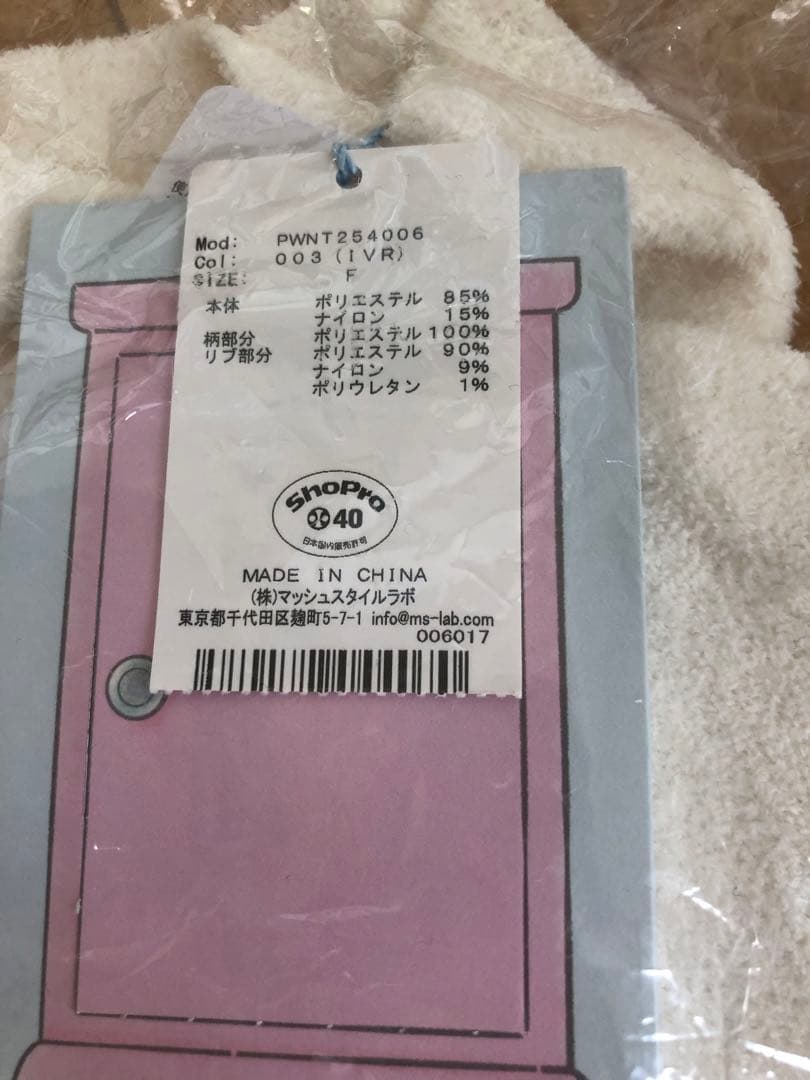 Mod: PWNT254006
Col: 003(IVR)
SIZE: F
本体 ポリエステル 85%
ナイロン 15%
柄部分 ポリエステル 100%
リブ部分 ポリエステル 90%
ナイロン 9%
ポリウレタン 1%
ShoPro
40
日本国内販売許可
MADE IN CHINA
(株)マッシュスタイルラボ
東京都千代田区麹町5-7-1 info@ms-lab.com
006017